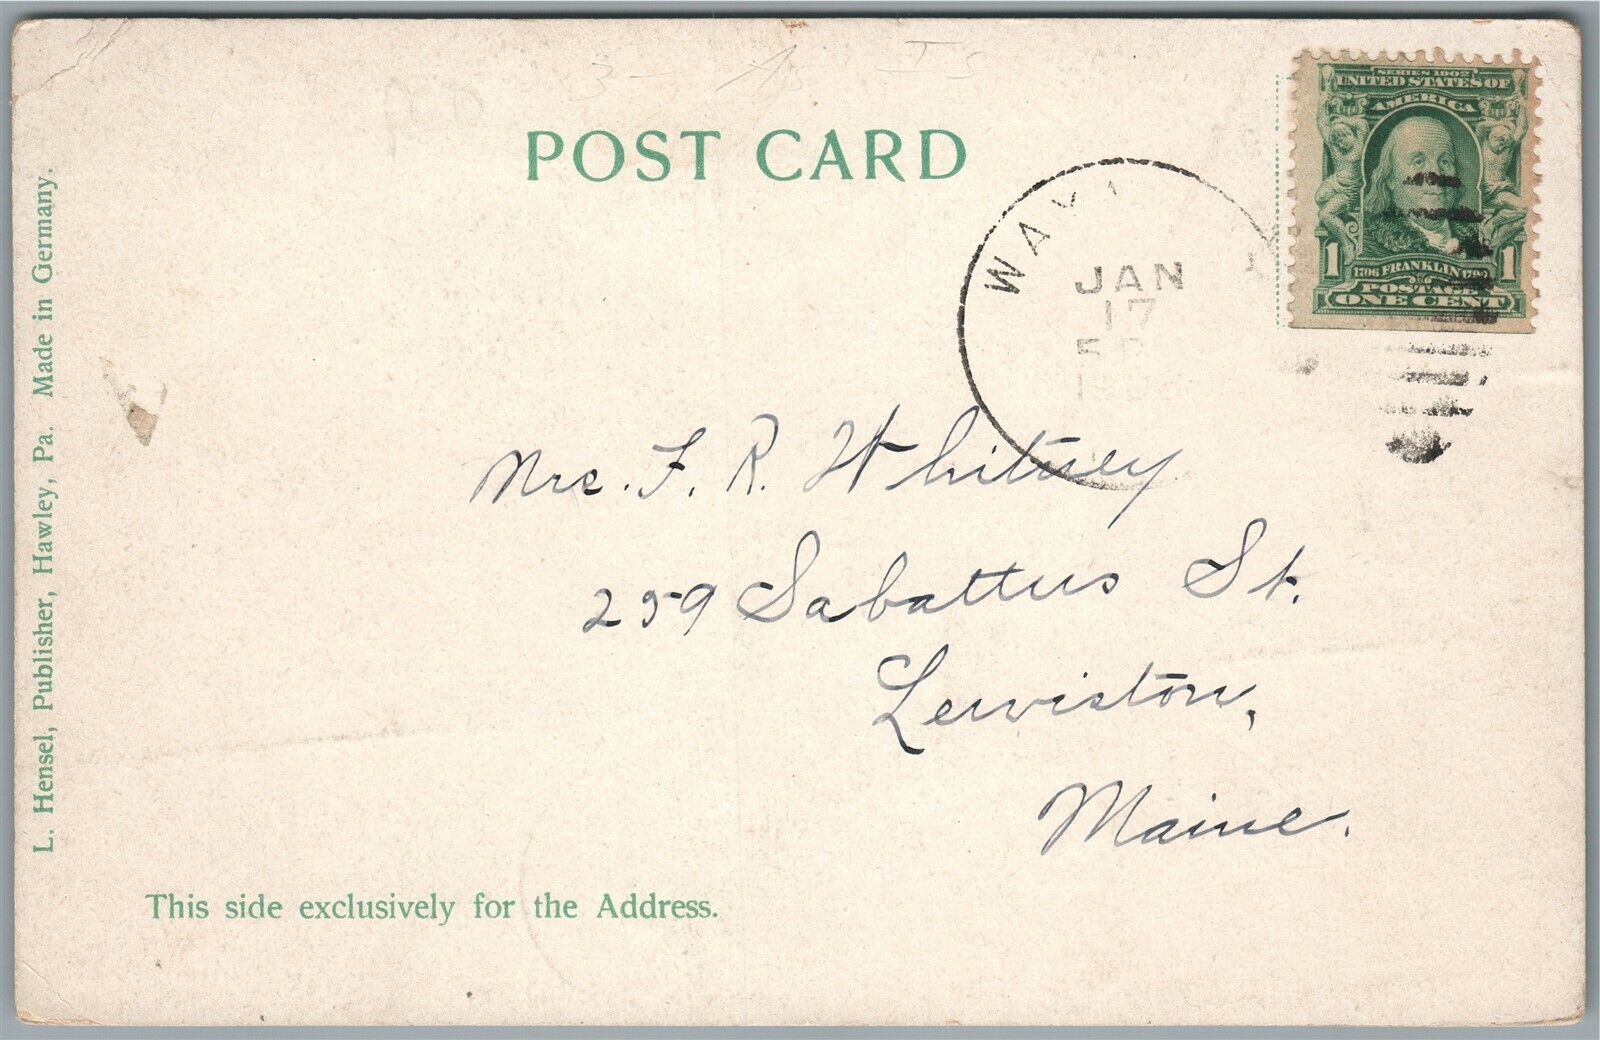 POST CARD
SERIES 1902
UNITED STATES OF
AMERICA
1 1706 FRANKLIN 1790 1
POSTAGE
ONE CENT
JAN
17
Mrs. F. R. Whitney
259 Sabattus St.
Lewiston,
Maine.
This side exclusively for the Address.
L. Hensel, Publisher, Hawley, Pa. Made in Germany.